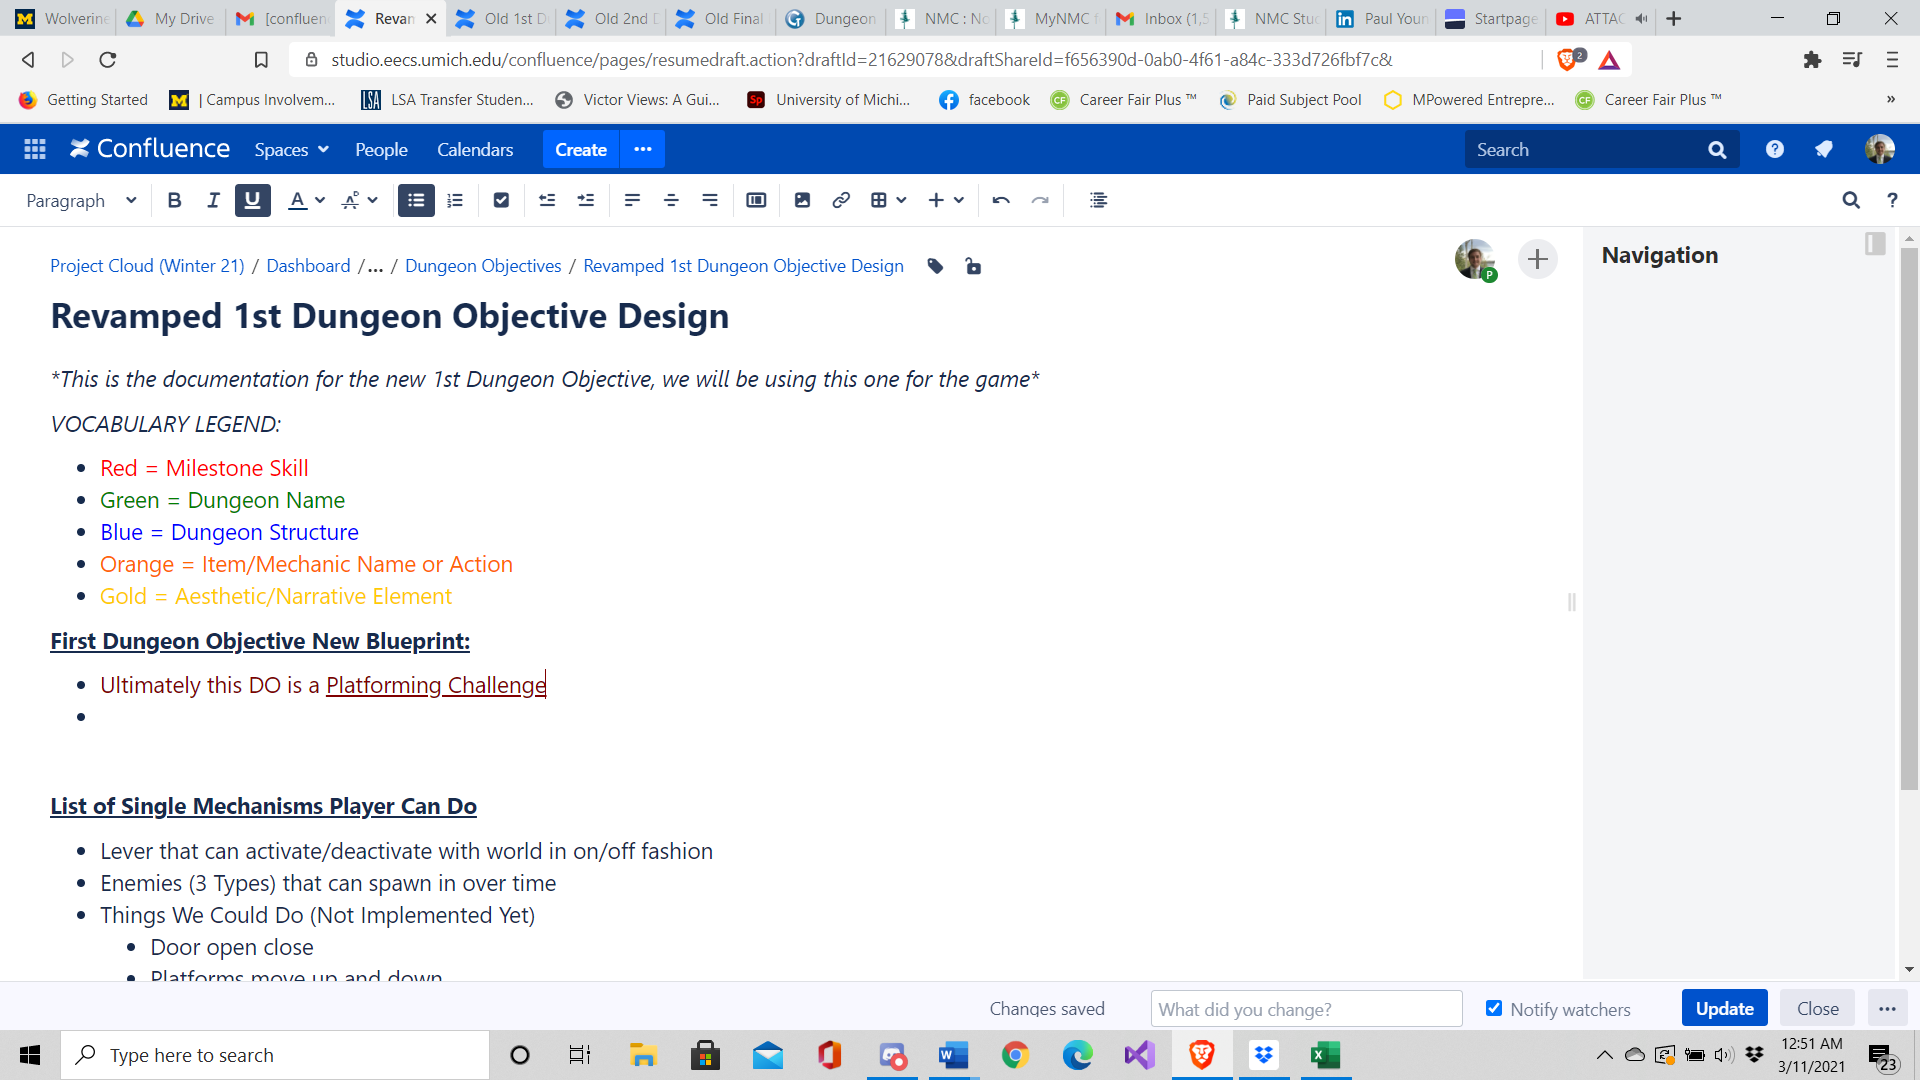 Wolverine
My Drive
[confluen
Revan
Old 1st D
Old 2nd D
Old Final
Dungeon
NMC : No
MyNMC f
Inbox (1,5
NMC Stu
Paul Youn
Startpage
ATTAC
studio.eecs.umich.edu/confluence/pages/resumedraft.action?draftId=21629078&draftShareId=f656390d-0ab0-4f61-a84c-333d726fbf7c&
2
Getting Started
| Campus Involvem...
LSA Transfer Studen...
Victor Views: A Gui...
University of Michi...
facebook
Career Fair Plus ™
Paid Subject Pool
MPowered Entrepre...
Career Fair Plus ™
»
Confluence
Spaces
People
Calendars
Create
Search
Paragraph
B
I
U
A
Project Cloud (Winter 21) / Dashboard /... / Dungeon Objectives / Revamped 1st Dungeon Objective Design
P
Navigation
Revamped 1st Dungeon Objective Design
*This is the documentation for the new 1st Dungeon Objective, we will be using this one for the game*
VOCABULARY LEGEND:
Red = Milestone Skill
Green = Dungeon Name
Blue = Dungeon Structure
Orange = Item/Mechanic Name or Action
Gold = Aesthetic/Narrative Element
First Dungeon Objective New Blueprint:
Ultimately this DO is a Platforming Challenge
List of Single Mechanisms Player Can Do
Lever that can activate/deactivate with world in on/off fashion
Enemies (3 Types) that can spawn in over time
Things We Could Do (Not Implemented Yet)
Door open close
Platforms move up and down
Changes saved
What did you change?
Notify watchers
Update
Close
Type here to search
12:51 AM
3/11/2021
23